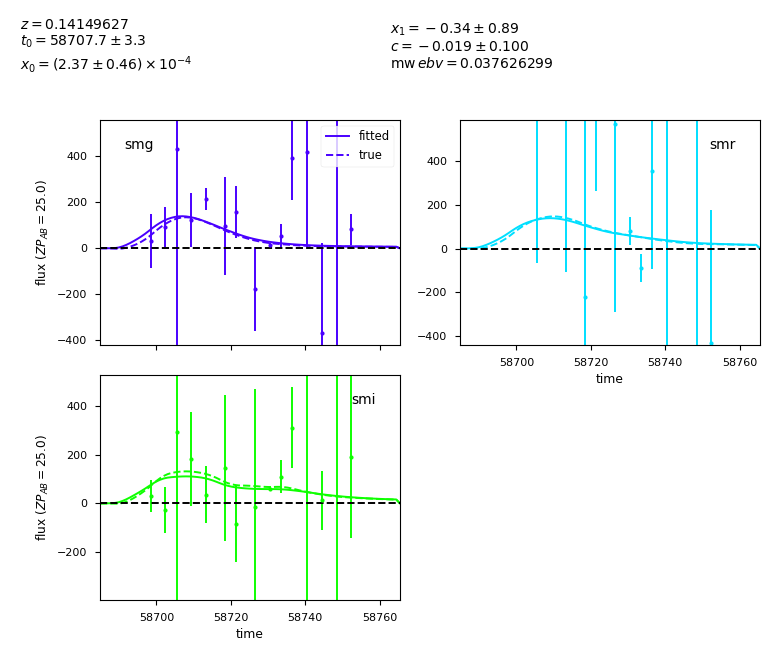 z = 0.14149627
t₀ = 58707.7 ± 3.3
x₀ = (2.37 ± 0.46) × 10⁻⁴
x₁ = −0.34 ± 0.89
c = −0.019 ± 0.100
mw ebv = 0.037626299
smg
fitted
true
400
200
0
−200
−400
flux (ZP_AB = 25.0)
smr
400
200
0
−200
−400
58700 58720 58740 58760
time
smi
400
200
0
−200
flux (ZP_AB = 25.0)
58700 58720 58740 58760
time